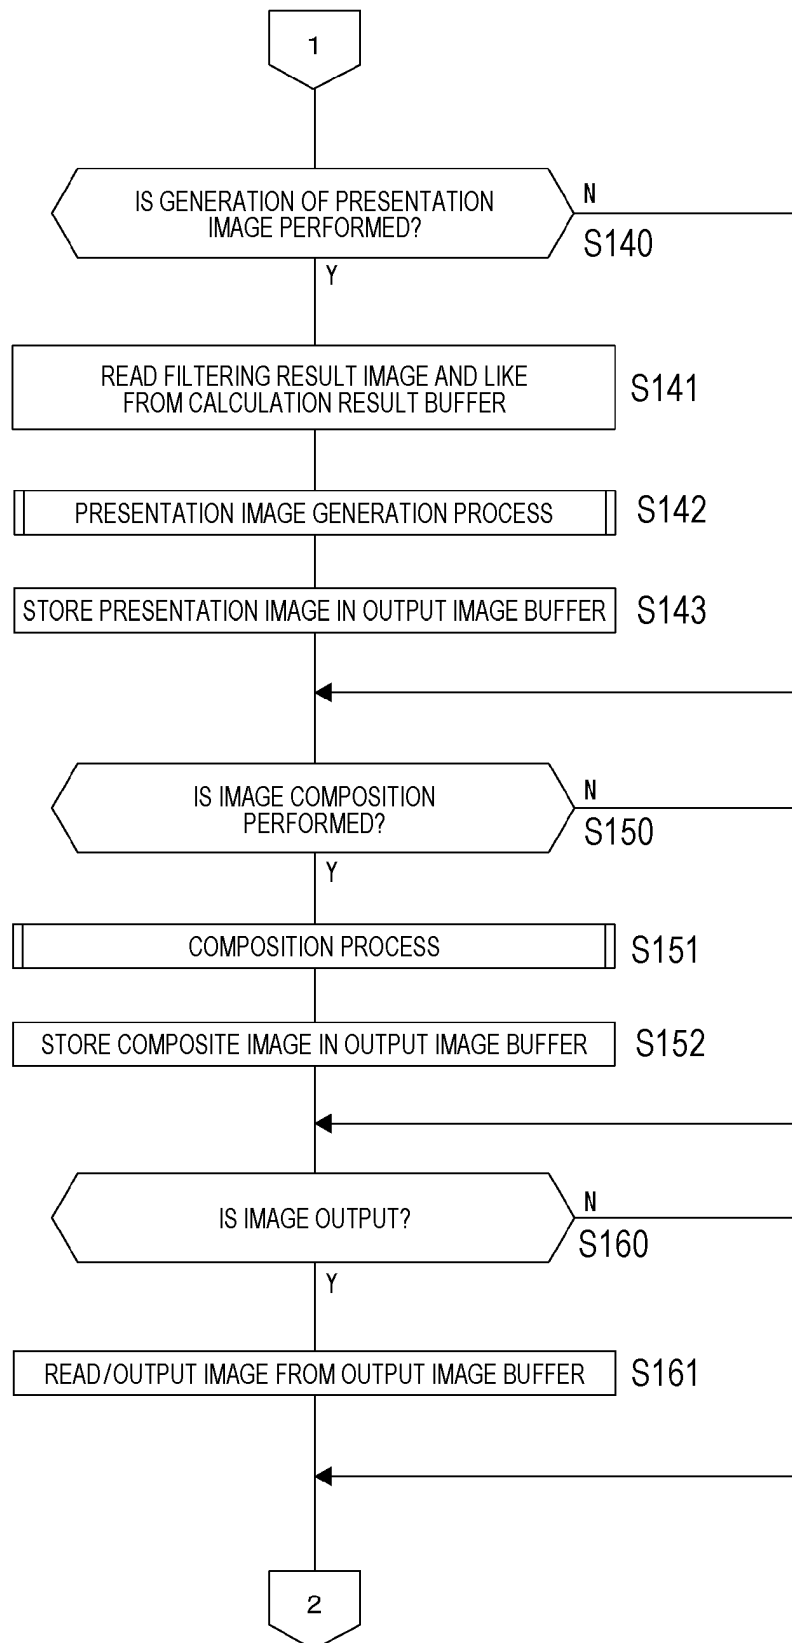 1
IS GENERATION OF PRESENTATION
IMAGE PERFORMED?
N
S140
Y
READ FILTERING RESULT IMAGE AND LIKE
FROM CALCULATION RESULT BUFFER
S141
PRESENTATION IMAGE GENERATION PROCESS
S142
STORE PRESENTATION IMAGE IN OUTPUT IMAGE BUFFER
S143
IS IMAGE COMPOSITION
PERFORMED?
N
S150
Y
COMPOSITION PROCESS
S151
STORE COMPOSITE IMAGE IN OUTPUT IMAGE BUFFER
S152
IS IMAGE OUTPUT?
N
S160
Y
READ/OUTPUT IMAGE FROM OUTPUT IMAGE BUFFER
S161
2